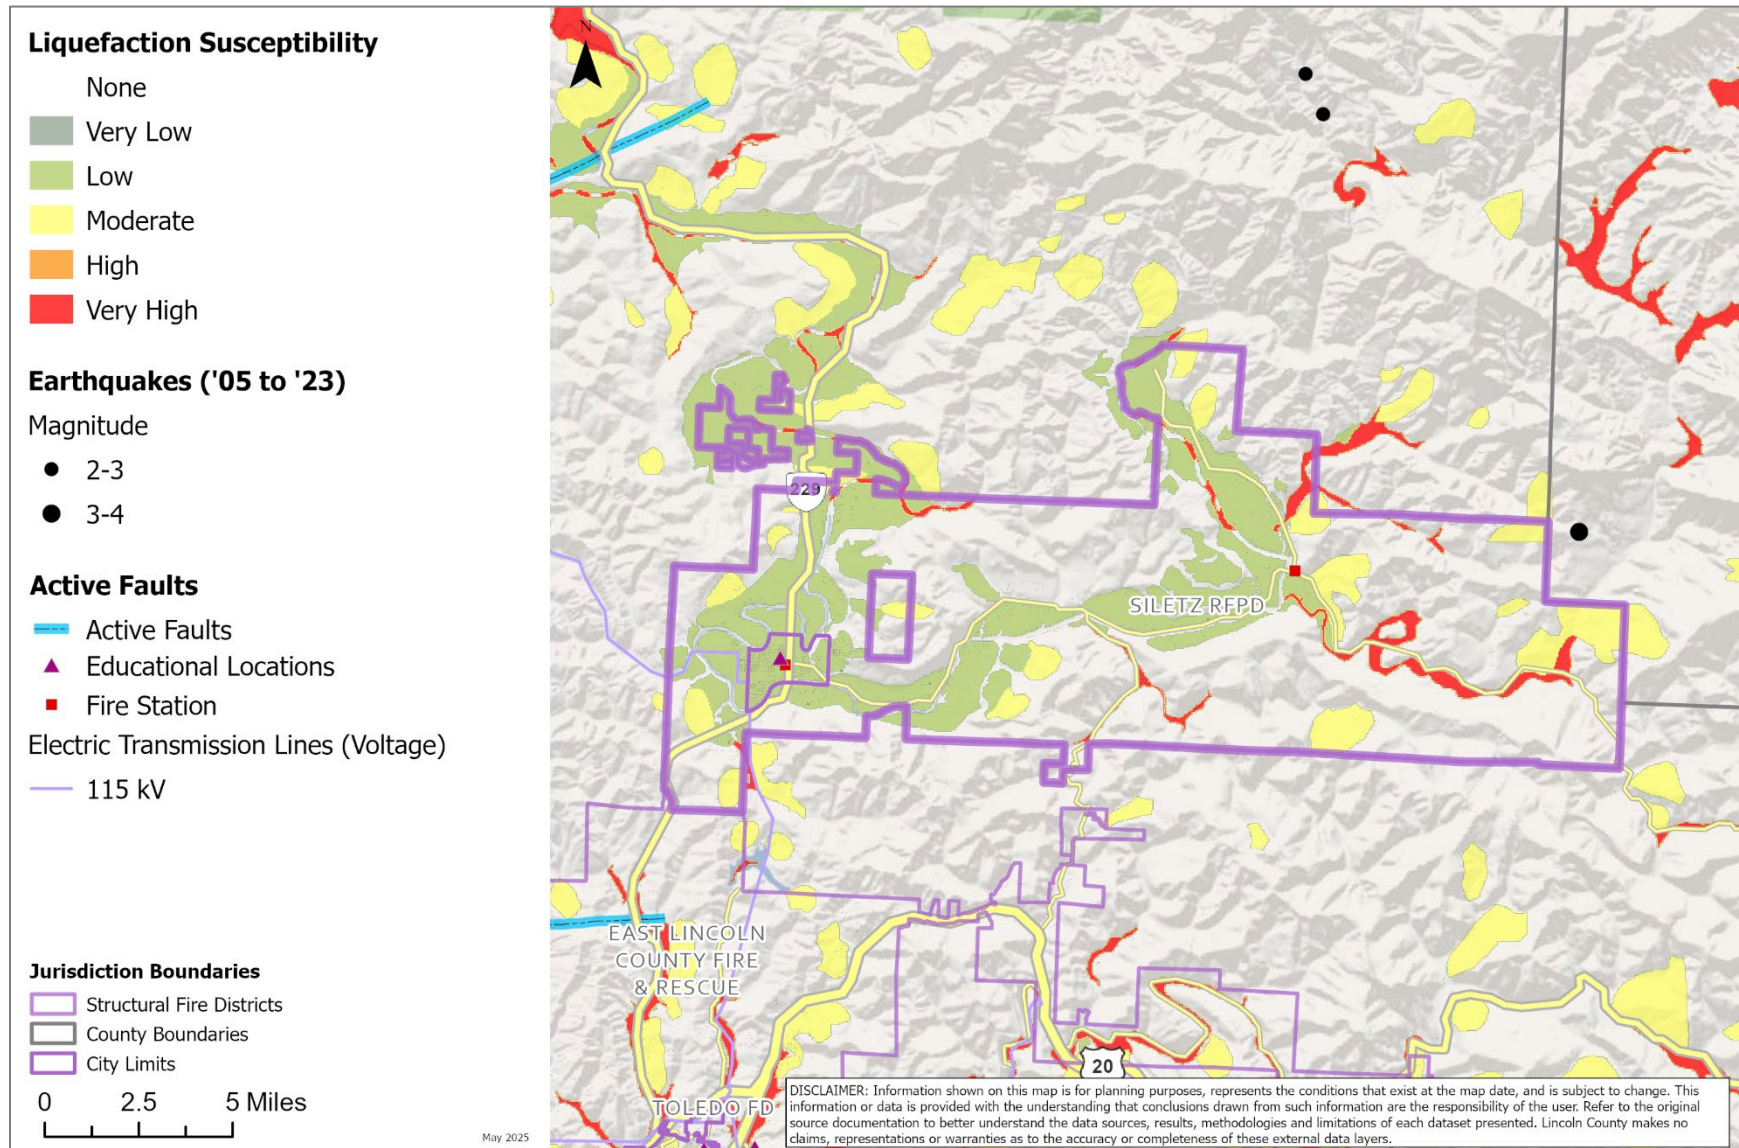 Liquefaction Susceptibility
None
Very Low
Low
Moderate
High
Very High
Earthquakes ('05 to '23)
Magnitude
2-3
3-4
Active Faults
Active Faults
Educational Locations
Fire Station
Electric Transmission Lines (Voltage)
115 kV
Jurisdiction Boundaries
Structural Fire Districts
County Boundaries
City Limits
0 2.5 5 Miles
May 2025
N
229
SILETZ RFPD
EAST LINCOLN
COUNTY FIRE
& RESCUE
20
TOLEDO FD
DISCLAIMER: Information shown on this map is for planning purposes, represents the conditions that exist at the map date, and is subject to change. This
information or data is provided with the understanding that conclusions drawn from such information are the responsibility of the user. Refer to the original
source documentation to better understand the data sources, results, methodologies and limitations of each dataset presented. Lincoln County makes no
claims, representations or warranties as to the accuracy or completeness of these external data layers.